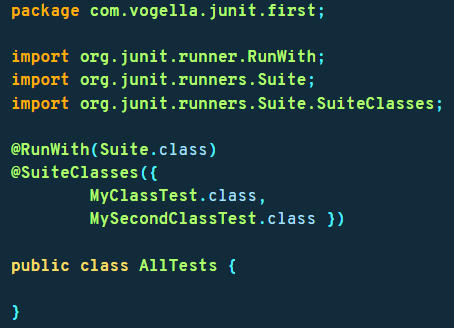 package com.vogella.junit.first;

import org.junit.runner.RunWith;
import org.junit.runners.Suite;
import org.junit.runners.Suite.SuiteClasses;

@RunWith(Suite.class)
@SuiteClasses({
        MyClassTest.class,
        MySecondClassTest.class })

public class AllTests {

}